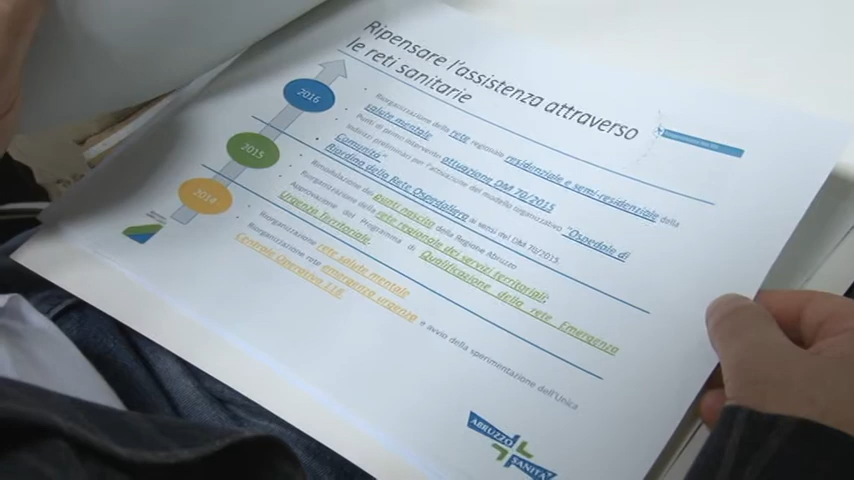 Ripensare l'assistenza attraverso
le reti sanitarie
2016
Riorganizzazione della rete regionale residenziale e semi-residenziale della
salute mentale
Punti di primo intervento attuazione DM 70/2015
Indirizzi preliminari per l'attuazione del modello organizzativo "Ospedale di
Comunità"
Riordino della Rete Ospedaliera ai sensi del DM 70/2015
2015
Rimodulazione dei punti nascita della Regione Abruzzo
Riorganizzazione della rete regionale dei servizi territoriali;
Approvazione del Programma di Qualificazione della rete Emergenza
Urgenza Territoriale.
2014
Riorganizzazione rete salute mentale
Riorganizzazione rete emergenza urgenza e avvio della sperimentazione dell'Unica
Centrale Operativa 118
ABRUZZO
SANITÀ